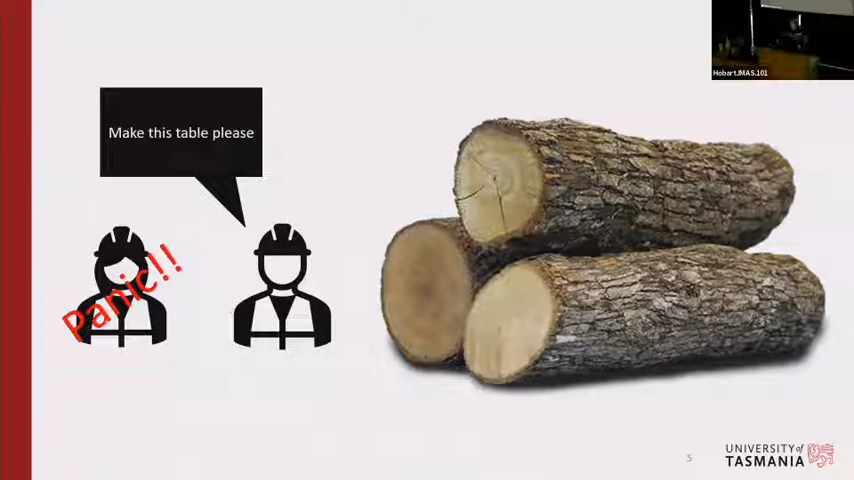 Hobart.IMAS.101
Make this table please
Panic!!
5
UNIVERSITY of
TASMANIA